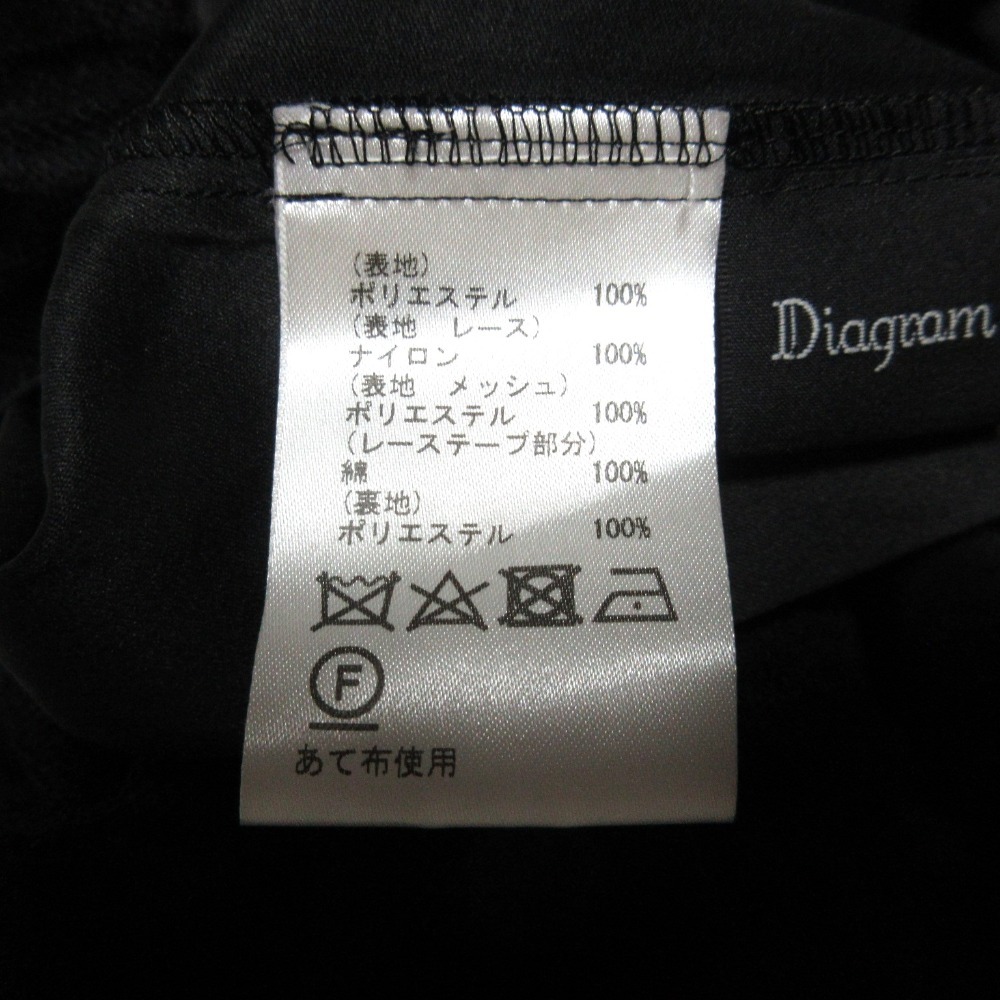 (表地)
ポリエステル 100%
(表地 レース)
ナイロン 100%
(表地 メッシュ)
ポリエステル 100%
(レーステープ部分)
綿 100%
(裏地)
ポリエステル 100%
F
あて布使用
Diagram